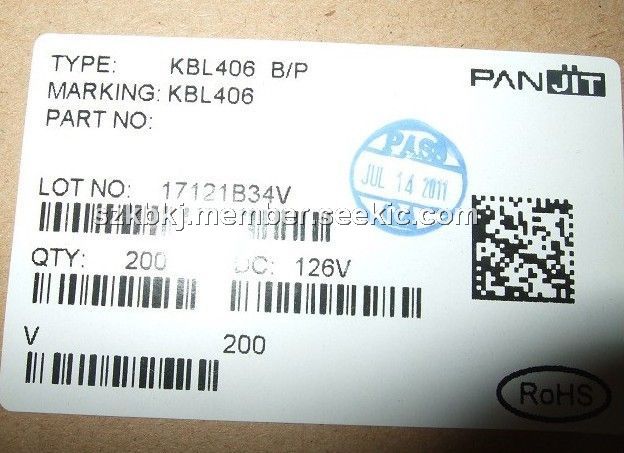 TYPE: KBL406 B/P
PANJIT
MARKING: KBL406
PART NO:
PASS
JUL 14 2011
LOT NO: 17121B34V
szkbkj.member.seekic.com
QTY: 200 DC: 126V
V 200
RoHS